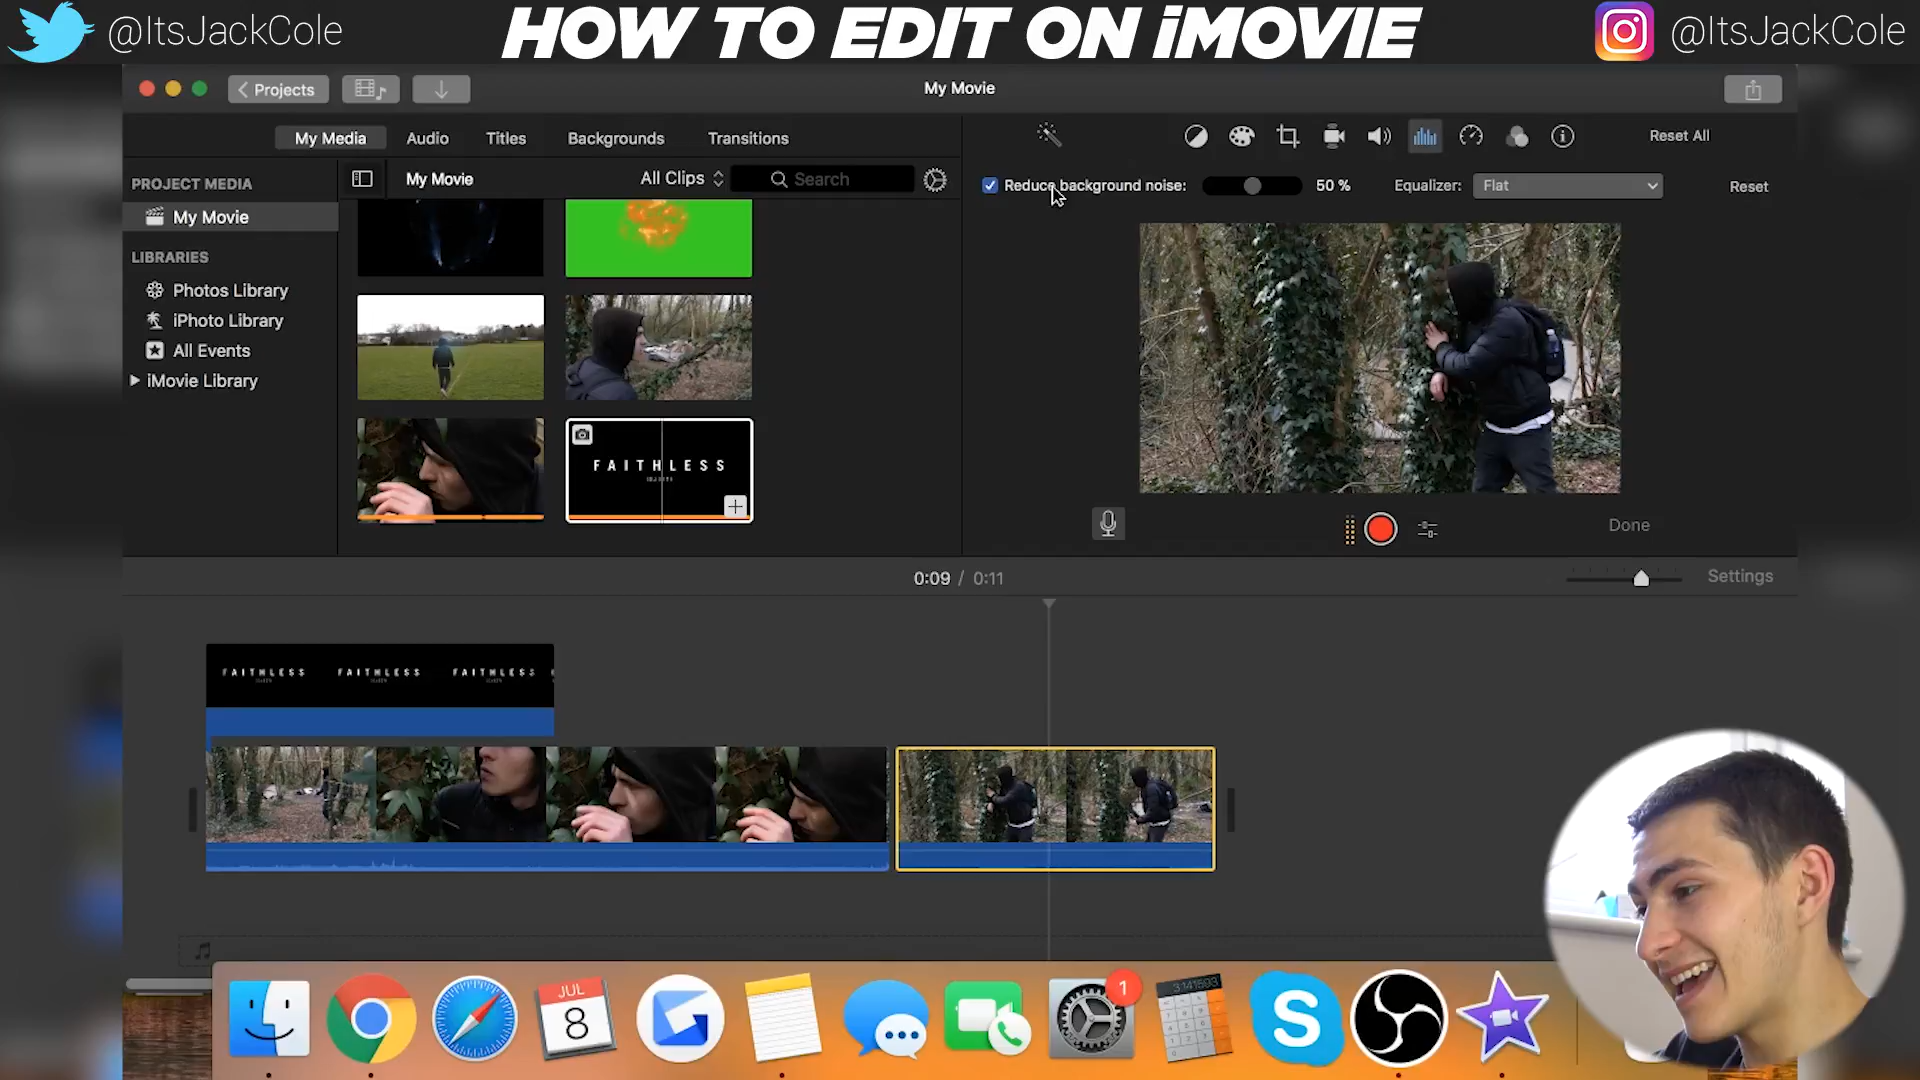 @ItsJackCole
HOW TO EDIT ON iMOVIE
@ItsJackCole
Projects
My Movie
My Media
Audio
Titles
Backgrounds
Transitions
Reset All
PROJECT MEDIA
My Movie
LIBRARIES
Photos Library
iPhoto Library
All Events
iMovie Library
My Movie
All Clips
Search
Reduce background noise:
50 %
Equalizer:
Flat
Reset
FAITHLESS
Done
0:09 / 0:11
Settings
FAITHLESS FAITHLESS FAITHLESS
JUL
8
1
3.141593
S